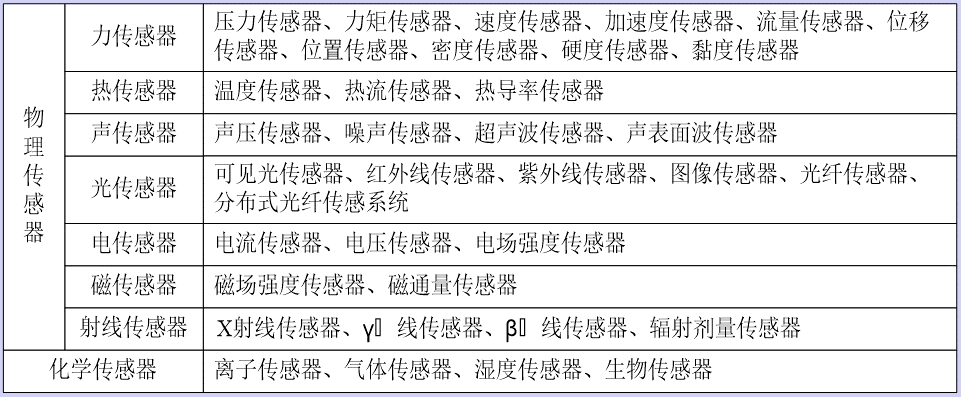 物理传感器
力传感器
压力传感器、力矩传感器、速度传感器、加速度传感器、流量传感器、位移
传感器、位置传感器、密度传感器、硬度传感器、黏度传感器
热传感器
温度传感器、热流传感器、热导率传感器
声传感器
声压传感器、噪声传感器、超声波传感器、声表面波传感器
光传感器
可见光传感器、红外线传感器、紫外线传感器、图像传感器、光纤传感器、
分布式光纤传感系统
电传感器
电流传感器、电压传感器、电场强度传感器
磁传感器
磁场强度传感器、磁通量传感器
射线传感器
X射线传感器、γ▯ 线传感器、β▯ 线传感器、辐射剂量传感器
化学传感器
离子传感器、气体传感器、湿度传感器、生物传感器